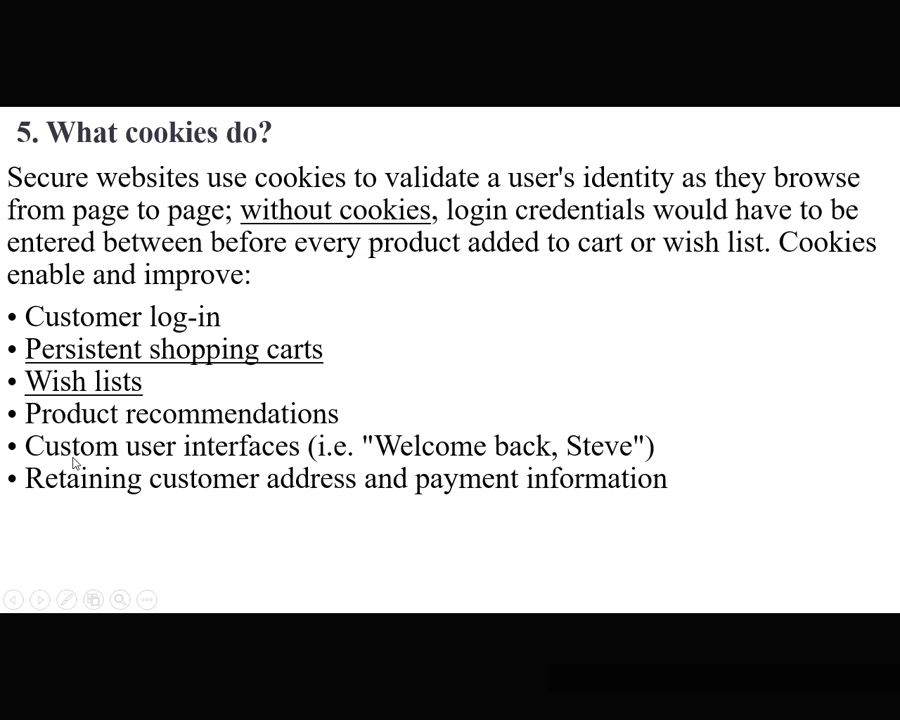 5. What cookies do?
Secure websites use cookies to validate a user's identity as they browse
from page to page; without cookies, login credentials would have to be
entered between before every product added to cart or wish list. Cookies
enable and improve:
• Customer log-in
• Persistent shopping carts
• Wish lists
• Product recommendations
• Custom user interfaces (i.e. "Welcome back, Steve")
• Retaining customer address and payment information